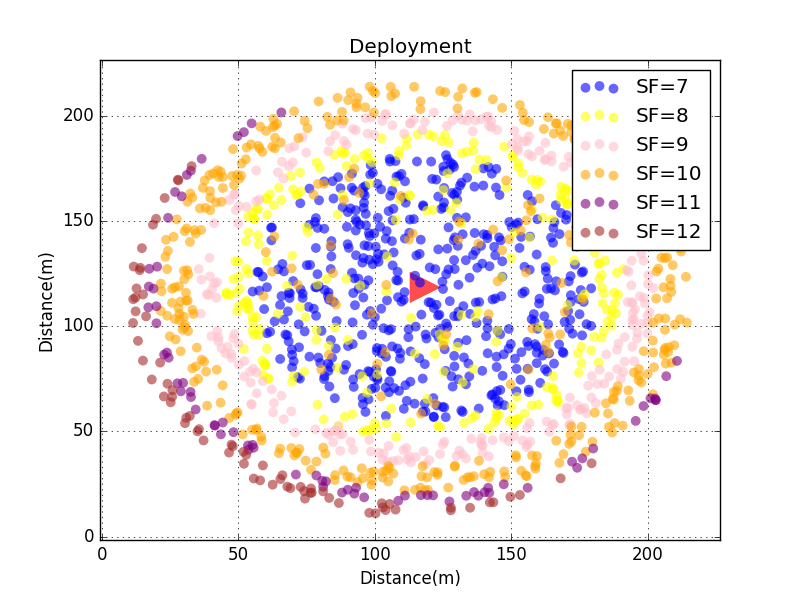 Deployment
SF=7
SF=8
SF=9
SF=10
SF=11
SF=12
200
150
100
50
0
Distance(m)
0 50 100 150 200
Distance(m)